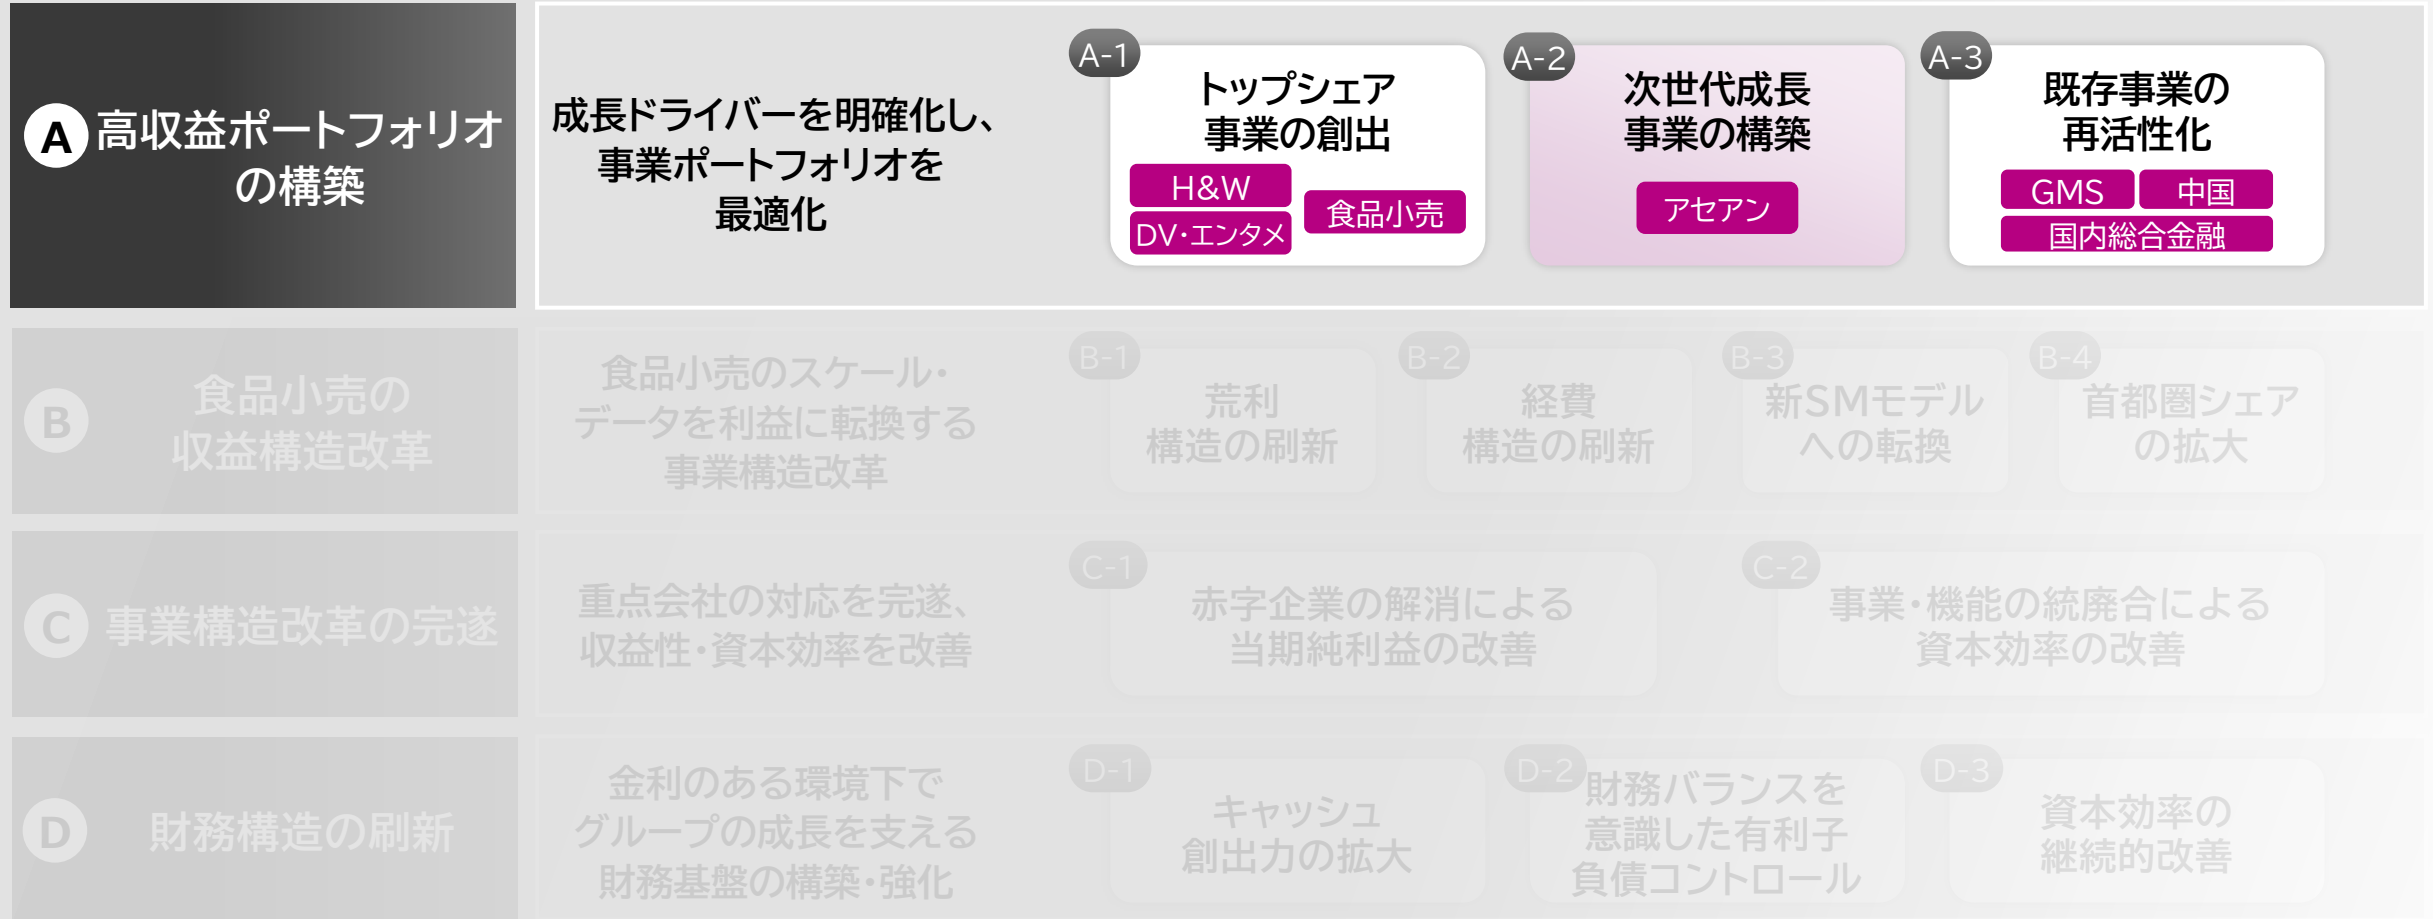 A
高収益ポートフォリオ
の構築
成長ドライバーを明確化し、
事業ポートフォリオを
最適化
A-1
トップシェア
事業の創出
H&W
DV・エンタメ
食品小売
A-2
次世代成長
事業の構築
アセアン
A-3
既存事業の
再活性化
GMS
中国
国内総合金融
B
食品小売の
収益構造改革
食品小売のスケール・
データを利益に転換する
事業構造改革
B-1
荒利
構造の刷新
B-2
経費
構造の刷新
B-3
新SMモデル
への転換
B-4
首都圏シェア
の拡大
C
事業構造改革の完遂
重点会社の対応を完遂、
収益性・資本効率を改善
C-1
赤字企業の解消による
当期純利益の改善
C-2
事業・機能の統廃合による
資本効率の改善
D
財務構造の刷新
金利のある環境下で
グループの成長を支える
財務基盤の構築・強化
D-1
キャッシュ
創出力の拡大
D-2
財務バランスを
意識した有利子
負債コントロール
D-3
資本効率の
継続的改善